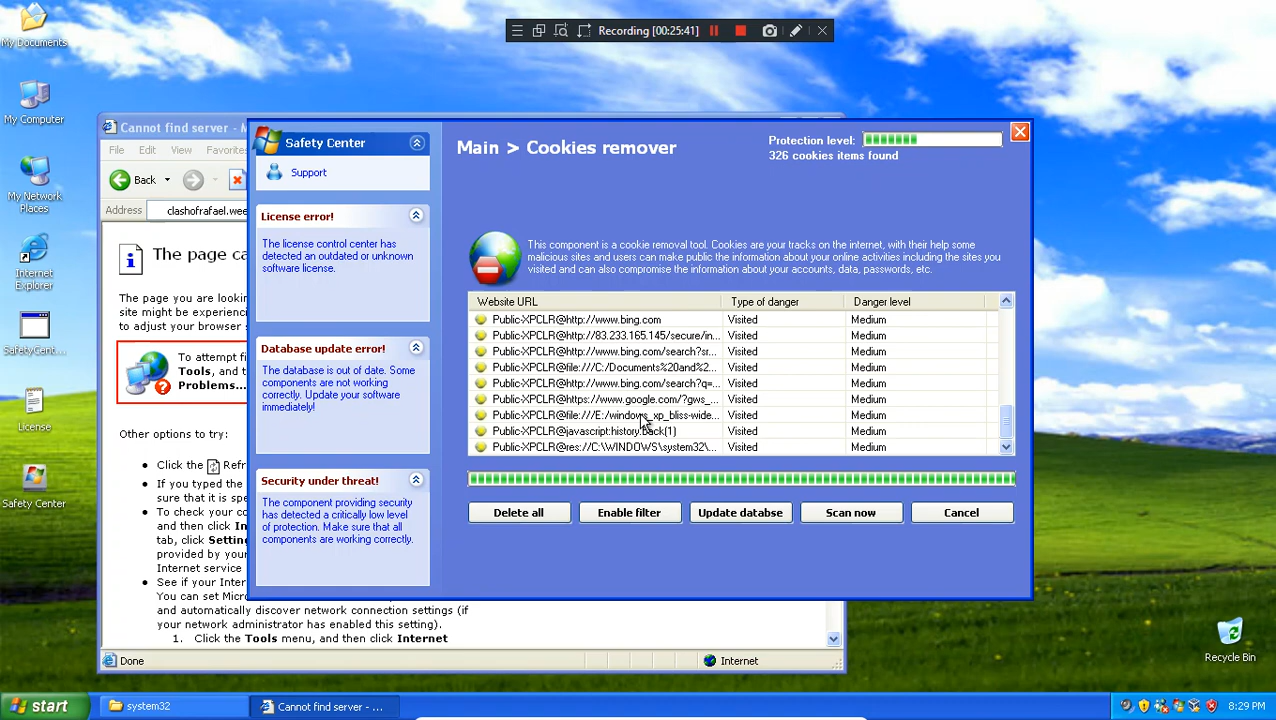 Recording [00:25:41]
My Documents
My Computer
My Network
Places
Internet
Explorer
SafetyCent...
License
Safety Center
Recycle Bin
Cannot find server -
File Edit View Favorites
Back
Address clashofrafael.wee
The page ca
The page you are lookin
site might be experienci
to adjust your browser s
To attempt fi
Tools, and t
Problems...
Other options to try:
Click the Refr
If you typed the
sure that it is spe
To check your co
and then click In
tab, click Setting
provided by your
Internet service
See if your Inter
You can set Micr
and automatically discover network connection settings (if
your network administrator has enabled this setting).
1. Click the Tools menu, and then click Internet
Done
Internet
Safety Center
Support
License error!
The license control center has
detected an outdated or unknown
software license.
Database update error!
The database is out of date. Some
components are not working
correctly. Update your software
immediately!
Security under threat!
The component providing security
has detected a critically low level
of protection. Make sure that all
components are working correctly.
Main > Cookies remover
Protection level:
326 cookies items found
This component is a cookie removal tool. Cookies are your tracks on the internet, with their help some
malicious sites and users can make public the information about your online activities including the sites you
visited and can also compromise the information about your accounts, data, passwords, etc.
Website URL Type of danger Danger level
Public-XPCLR@http://www.bing.com Visited Medium
Public-XPCLR@http://83.233.165.145/secure/in... Visited Medium
Public-XPCLR@http://www.bing.com/search?sr... Visited Medium
Public-XPCLR@file:///C:/Documents%20and%2... Visited Medium
Public-XPCLR@http://www.bing.com/search?q=... Visited Medium
Public-XPCLR@https://www.google.com/?gws_... Visited Medium
Public-XPCLR@file:///E:/windows_xp_bliss-wide... Visited Medium
Public-XPCLR@javascript:history.back(1) Visited Medium
Public-XPCLR@res://C:\WINDOWS\system32\... Visited Medium
Delete all Enable filter Update databse Scan now Cancel
start
system32
Cannot find server - ...
8:29 PM